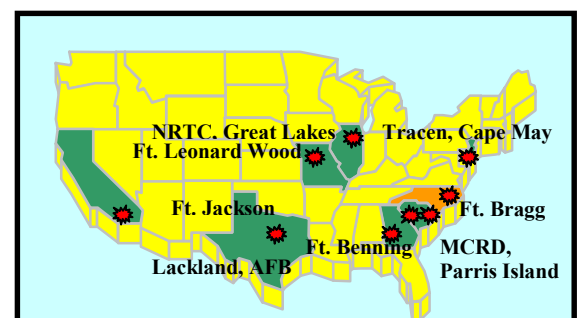 NRTC, Great Lakes
Tracen, Cape May
Ft. Leonard Wood
Ft. Jackson
Ft. Bragg
Ft. Benning
MCRD,
Lackland, AFB
Parris Island